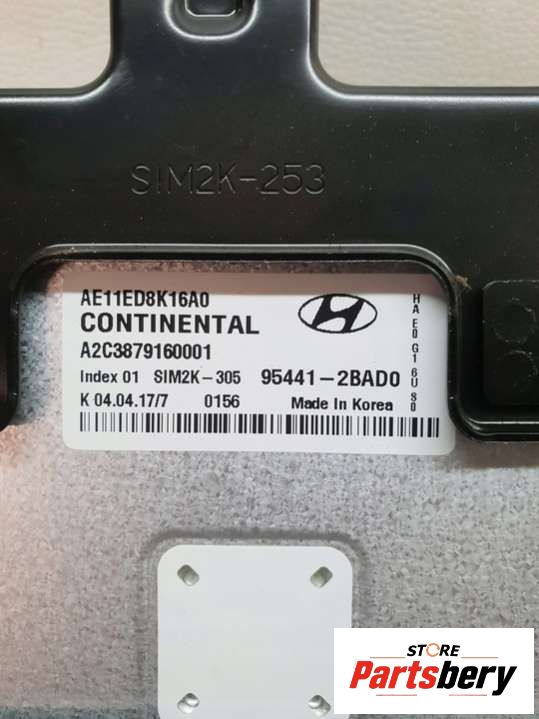 SIM2K-253
AE11ED8K16A0
CONTINENTAL
A2C3879160001
Index 01 SIM2K-305 95441-2BAD0
K 04.04.17/7 0156 Made In Korea
HA E0 G1 6U S0
STORE
Partsbery